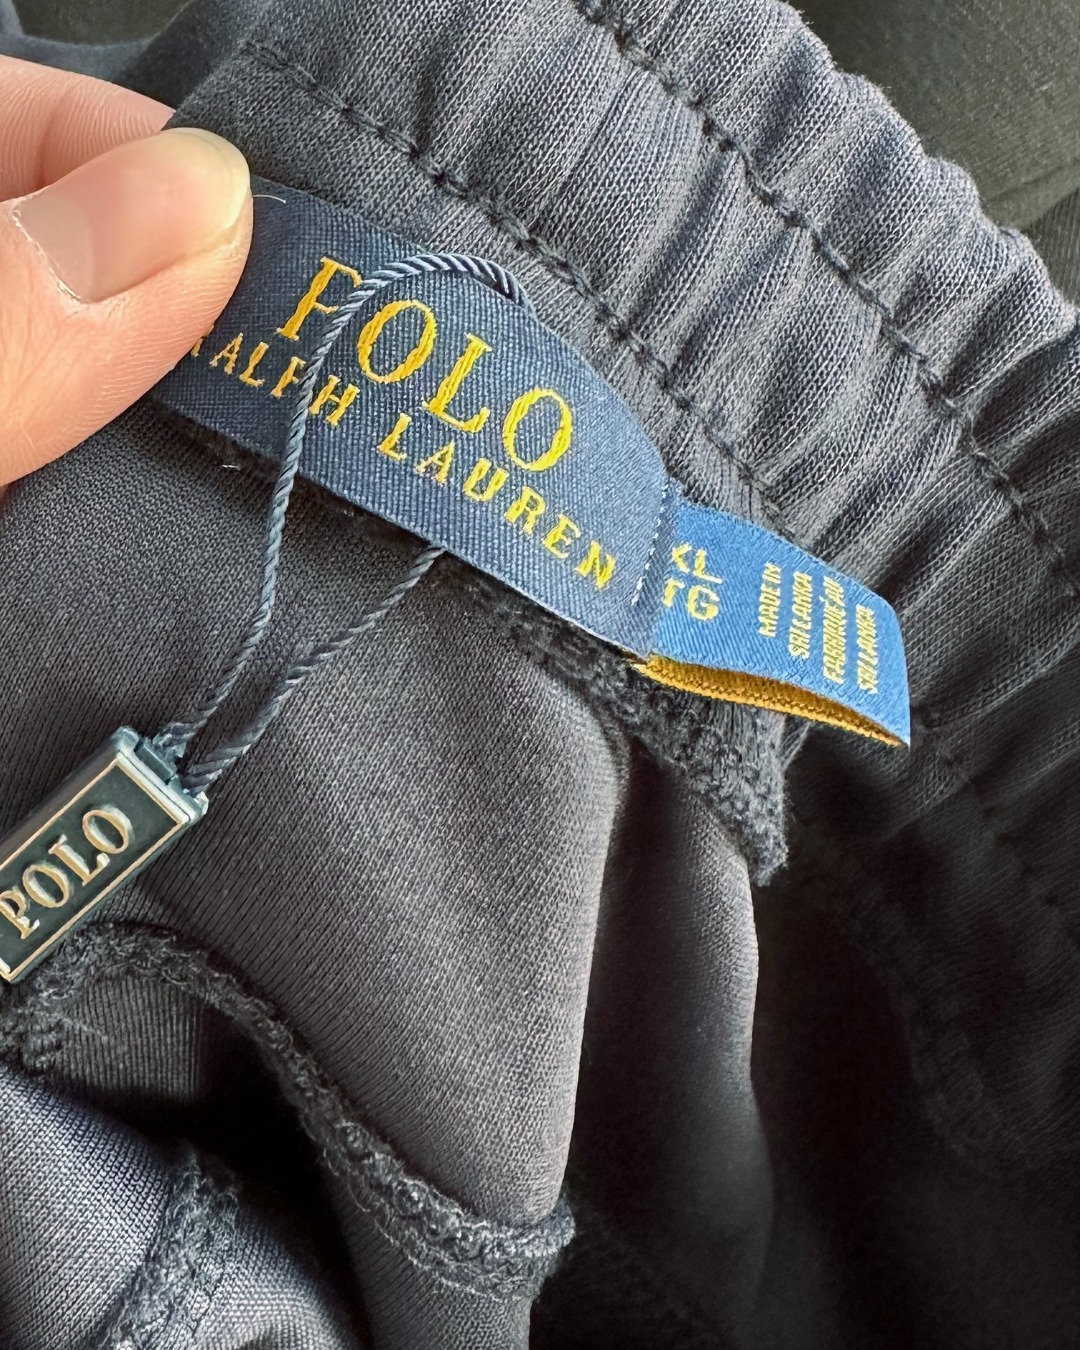 POLO
RALPH LAUREN
XL
TG
MADE IN
SRI LANKA
FABRIQUÉ AU
SRI LANKA
POLO